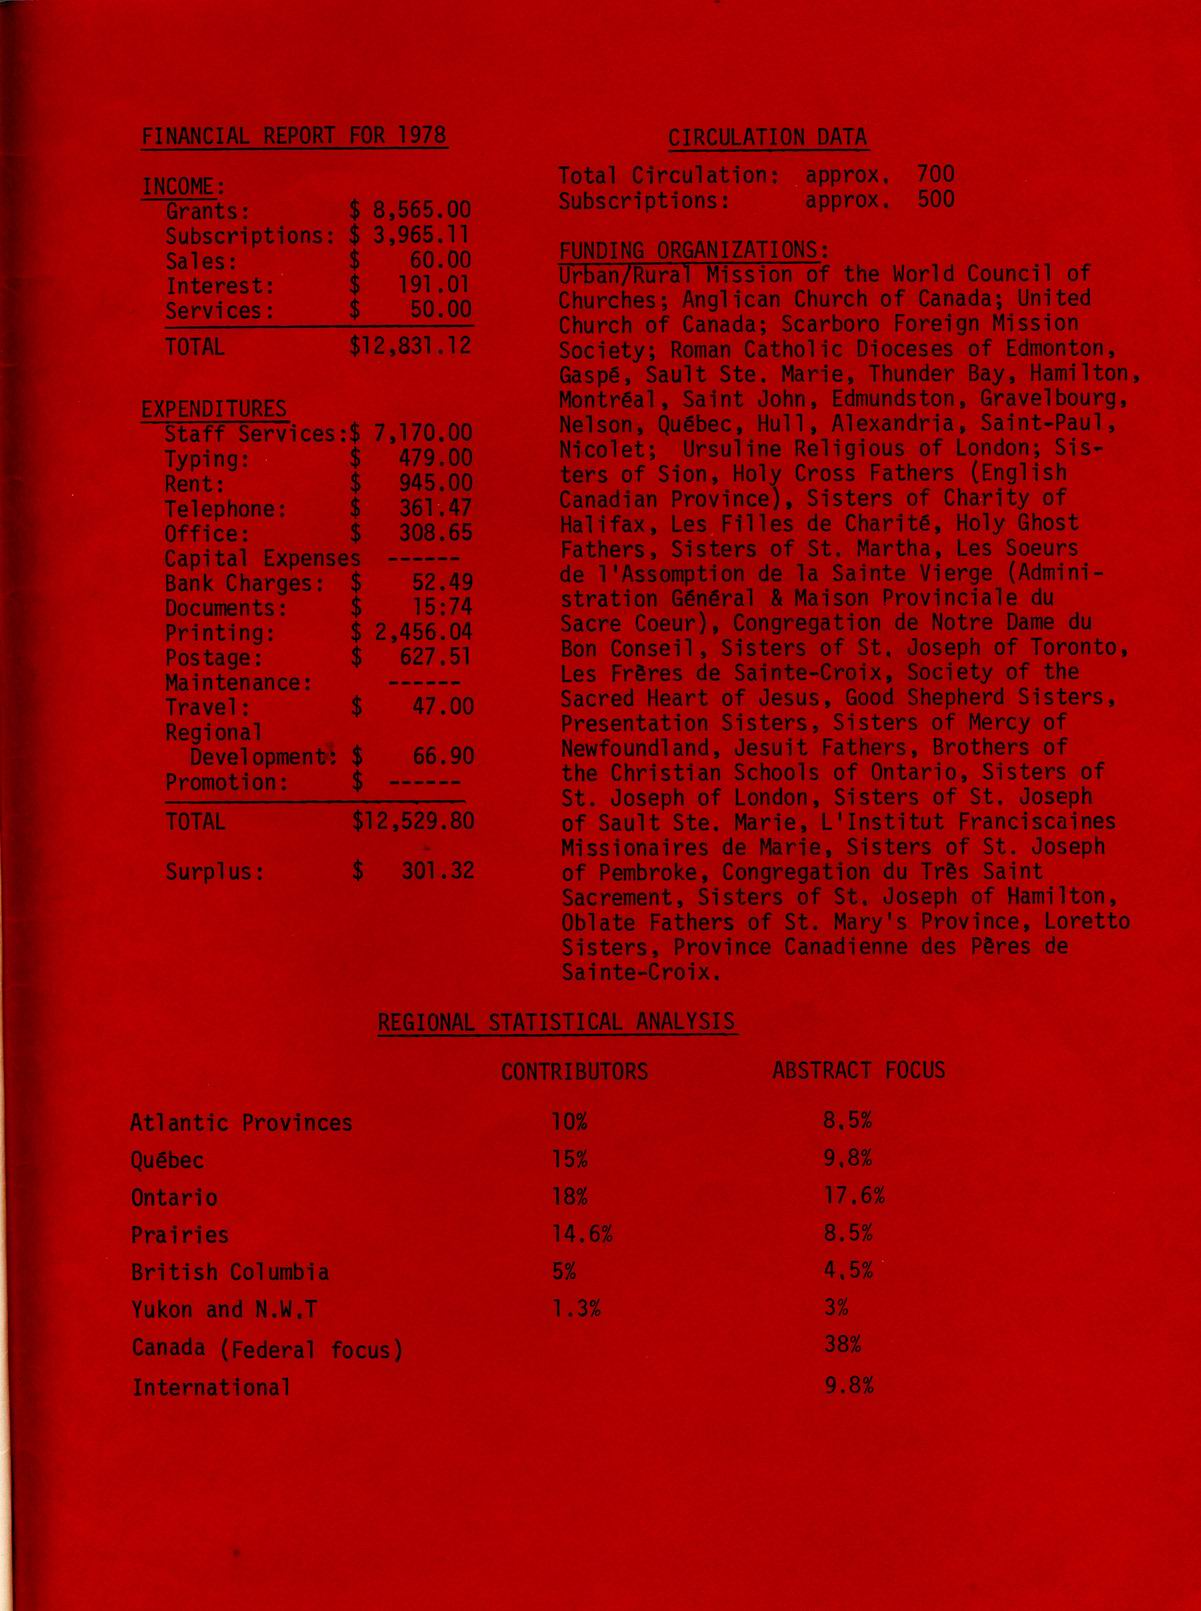 FINANCIAL REPORT FOR 1978
INCOME:
Grants: $ 8,565.00
Subscriptions: $ 3,965.11
Sales: $ 60.00
Interest: $ 191.01
Services: $ 50.00
TOTAL $12,831.12
EXPENDITURES
Staff Services:$ 7,170.00
Typing: $ 479.00
Rent: $ 945.00
Telephone: $ 361.47
Office: $ 308.65
Capital Expenses ------
Bank Charges: $ 52.49
Documents: $ 15:74
Printing: $ 2,456.04
Postage: $ 627.51
Maintenance: ------
Travel: $ 47.00
Regional
Development: $ 66.90
Promotion: $ ------
TOTAL $12,529.80
Surplus: $ 301.32
CIRCULATION DATA
Total Circulation: approx. 700
Subscriptions: approx. 500
FUNDING ORGANIZATIONS:
Urban/Rural Mission of the World Council of
Churches; Anglican Church of Canada; United
Church of Canada; Scarboro Foreign Mission
Society; Roman Catholic Dioceses of Edmonton,
Gaspé, Sault Ste. Marie, Thunder Bay, Hamilton,
Montréal, Saint John, Edmundston, Gravelbourg,
Nelson, Québec, Hull, Alexandria, Saint-Paul,
Nicolet; Ursuline Religious of London; Sis-
ters of Sion, Holy Cross Fathers (English
Canadian Province), Sisters of Charity of
Halifax, Les Filles de Charité, Holy Ghost
Fathers, Sisters of St. Martha, Les Soeurs
de l'Assomption de la Sainte Vierge (Admini-
stration Général & Maison Provinciale du
Sacre Coeur), Congregation de Notre Dame du
Bon Conseil, Sisters of St. Joseph of Toronto,
Les Frères de Sainte-Croix, Society of the
Sacred Heart of Jesus, Good Shepherd Sisters,
Presentation Sisters, Sisters of Mercy of
Newfoundland, Jesuit Fathers, Brothers of
the Christian Schools of Ontario, Sisters of
St. Joseph of London, Sisters of St. Joseph
of Sault Ste. Marie, L'Institut Franciscaines
Missionaires de Marie, Sisters of St. Joseph
of Pembroke, Congregation du Très Saint
Sacrement, Sisters of St. Joseph of Hamilton,
Oblate Fathers of St. Mary's Province, Loretto
Sisters, Province Canadienne des Pères de
Sainte-Croix.
REGIONAL STATISTICAL ANALYSIS
CONTRIBUTORS ABSTRACT FOCUS
Atlantic Provinces 10% 8.5%
Québec 15% 9.8%
Ontario 18% 17.6%
Prairies 14.6% 8.5%
British Columbia 5% 4.5%
Yukon and N.W.T 1.3% 3%
Canada (Federal focus) 38%
International 9.8%